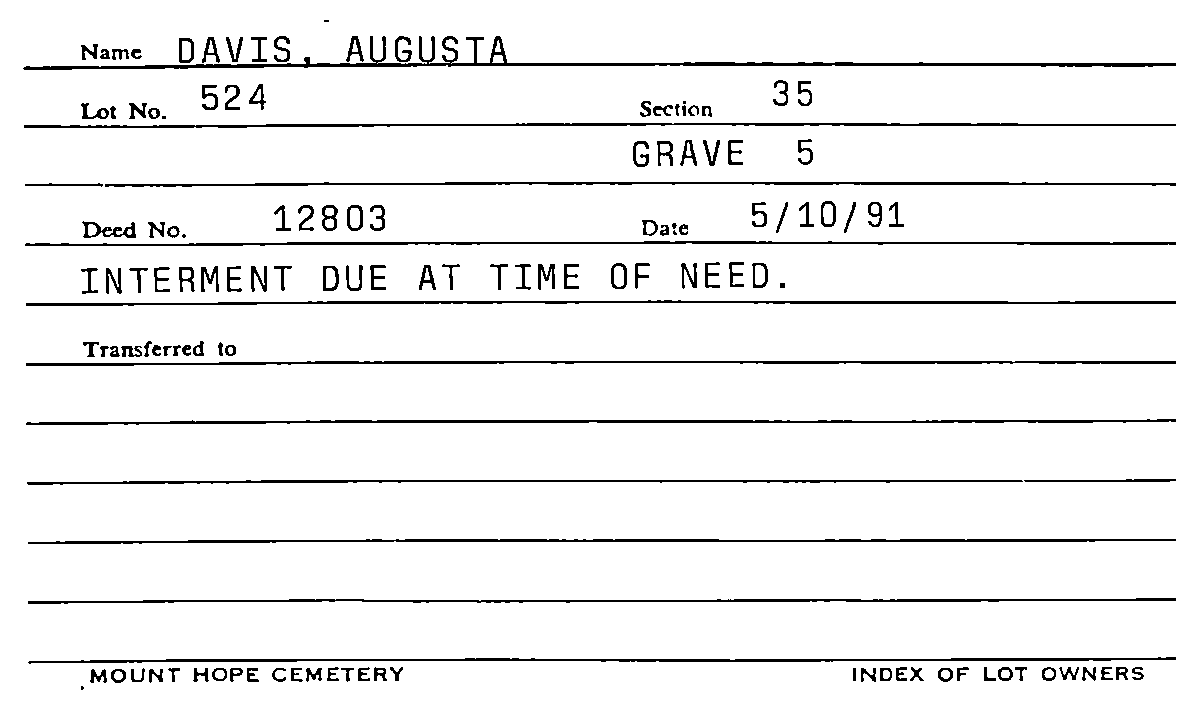 Name DAVIS, AUGUSTA
Lot No. 524 Section 35
GRAVE 5
Deed No. 12803 Date 5/10/91
INTERMENT DUE AT TIME OF NEED.
Transferred to
MOUNT HOPE CEMETERY INDEX OF LOT OWNERS